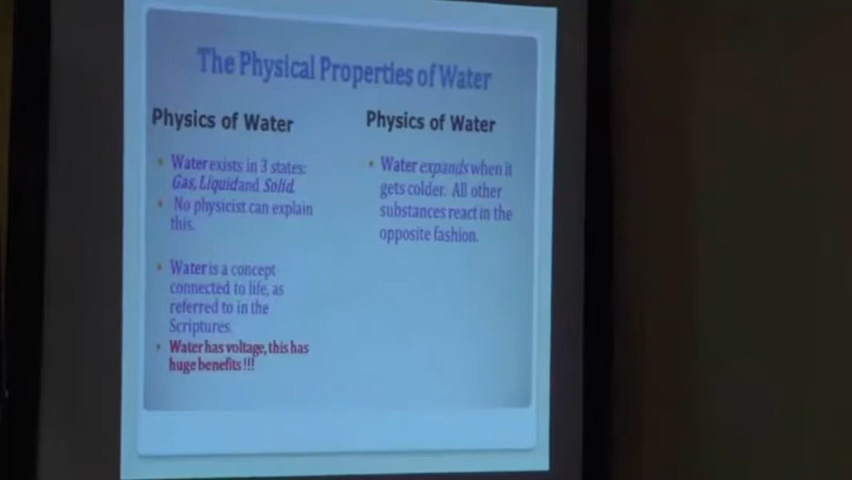 The Physical Properties of Water
Physics of Water
Water exists in 3 states:
Gas, Liquid and Solid.
No physicist can explain
this.
Water is a concept
connected to life, as
referred to in the
Scriptures.
Water has voltage, this has
huge benefits !!!
Physics of Water
Water expands when it
gets colder. All other
substances react in the
opposite fashion.